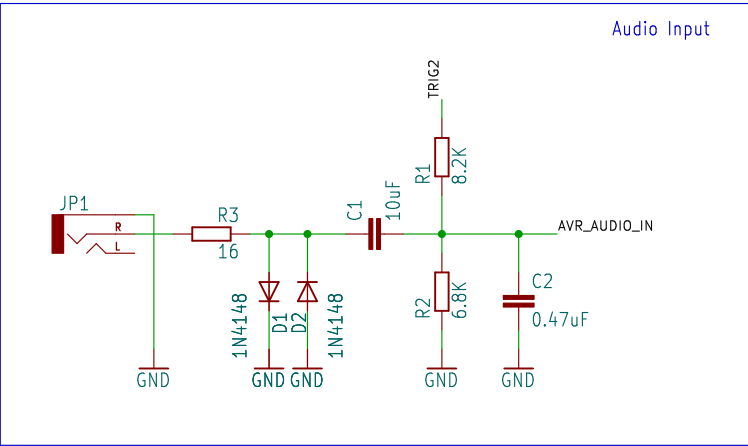 Audio Input
TRIG2
R1
8.2K
JP1
R
L
R3
16
C1
10uF
AVR_AUDIO_IN
1N4148
D1
D2
1N4148
R2
6.8K
C2
0.47uF
GND
GND
GND
GND
GND